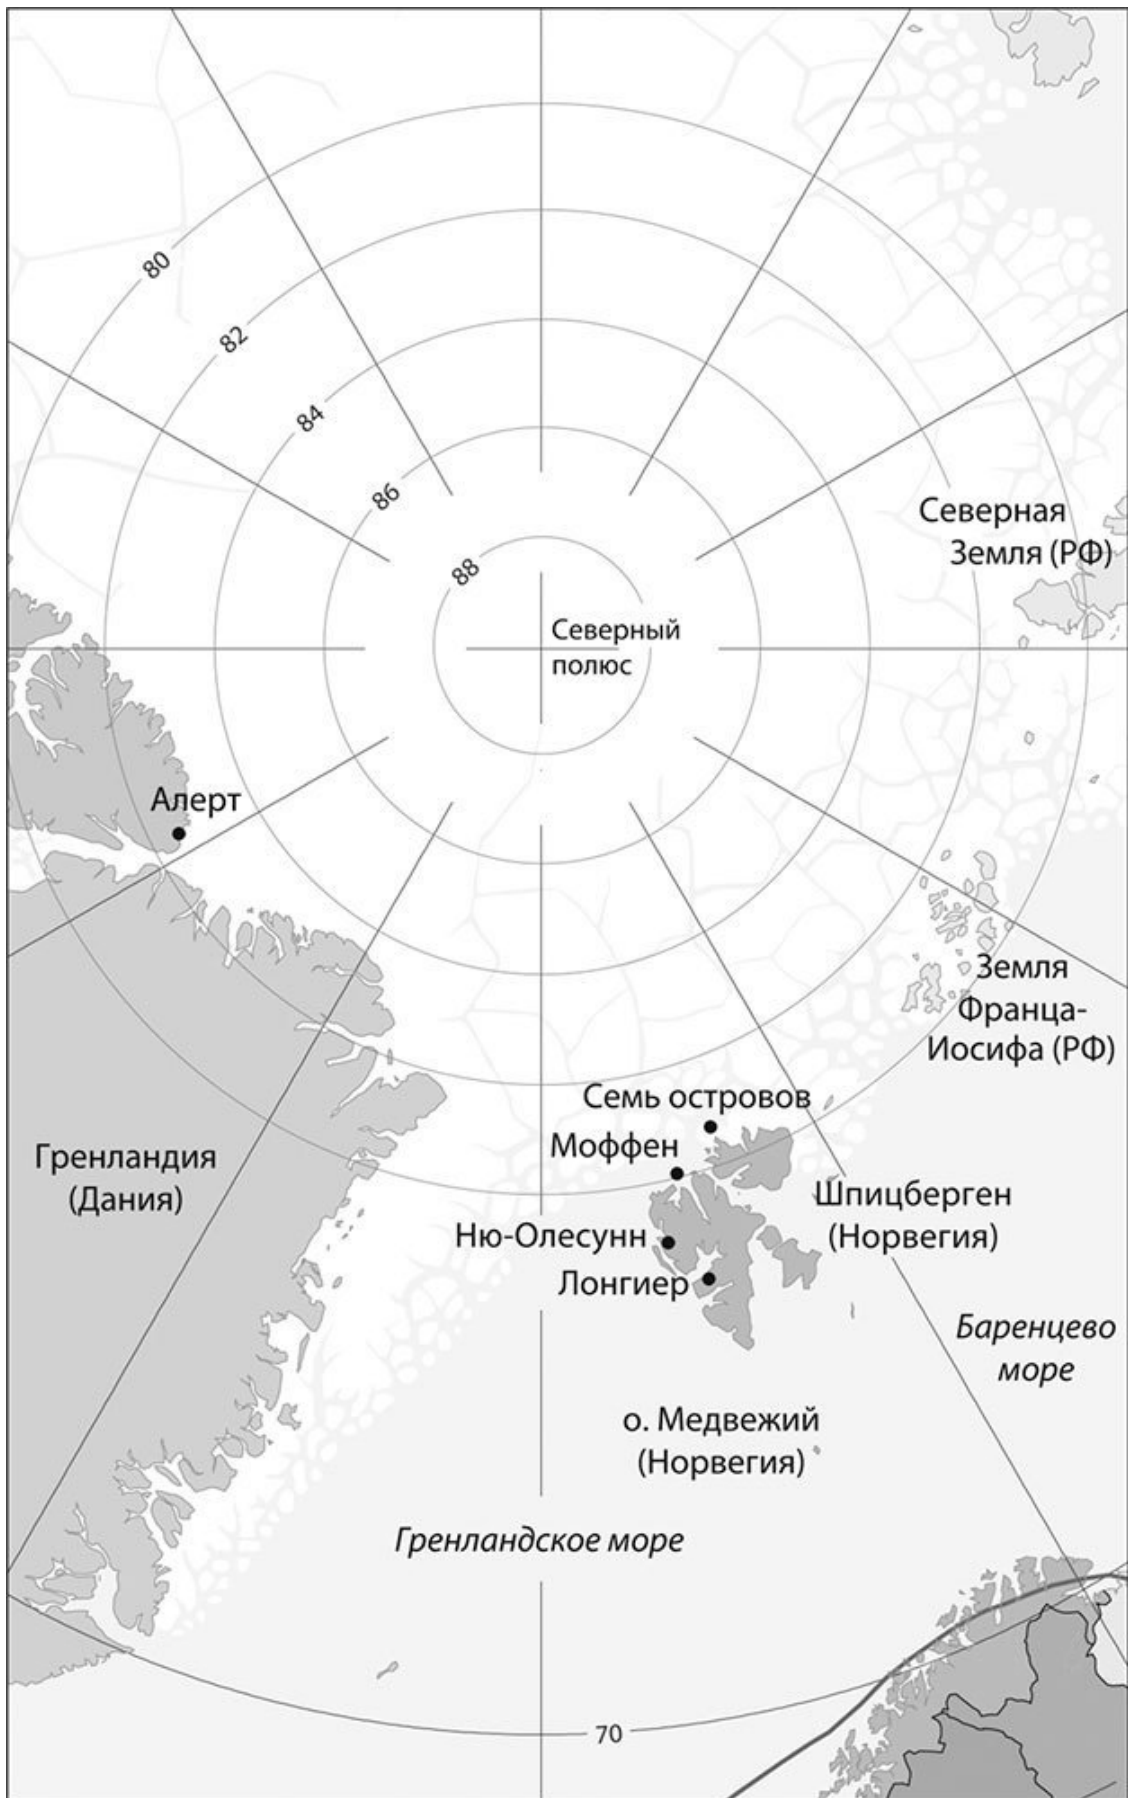 80
82
84
86
88
Северная
Земля (РФ)
Северный
полюс
Алерт
Земля
Франца-
Иосифа (РФ)
Семь островов
Моффен
Гренландия
(Дания)
Шпицберген
(Норвегия)
Ню-Олесунн
Лонгиер
Баренцево
море
о. Медвежий
(Норвегия)
Гренландское море
70